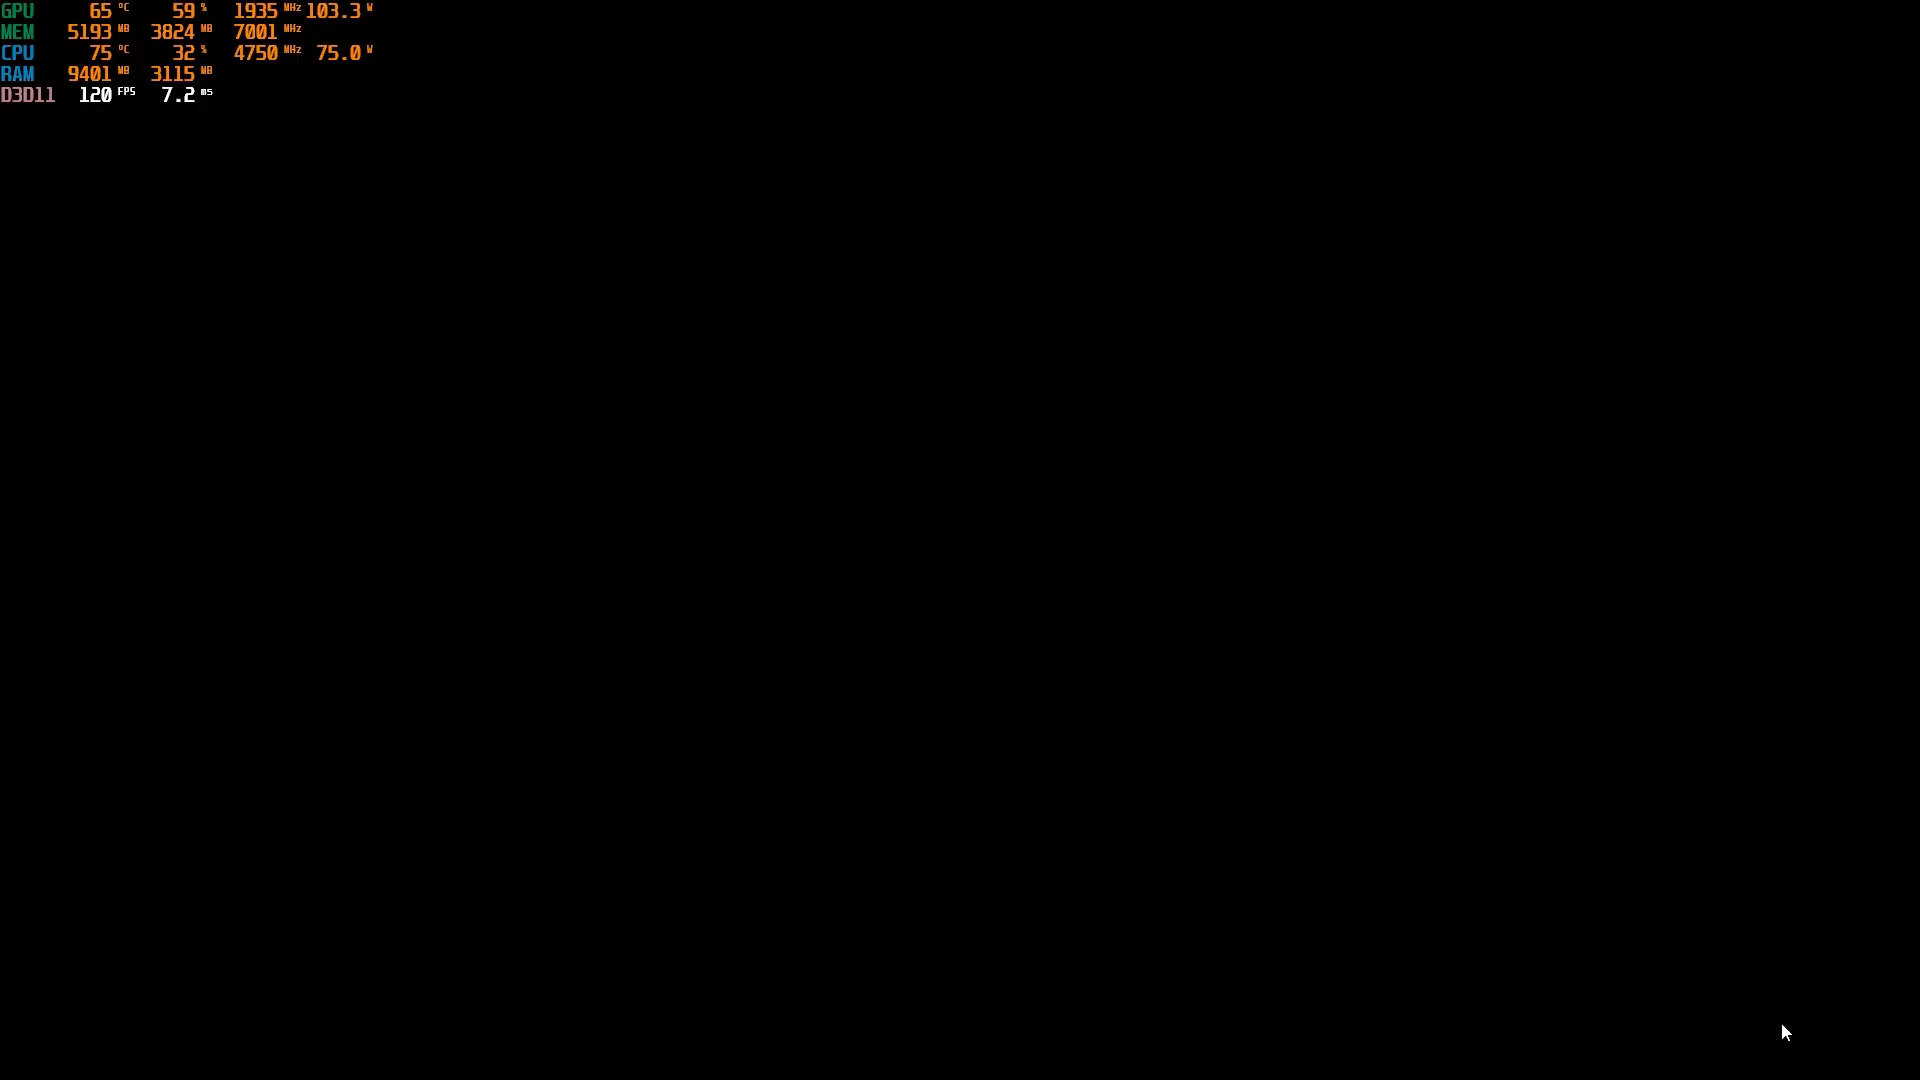 GPU 65 °C 59 % 1935 MHz 103.3 W
MEM 5193 MB 3824 MB 7001 MHz
CPU 75 °C 32 % 4750 MHz 75.0 W
RAM 9401 MB 3115 MB
D3D11 120 FPS 7.2 ms